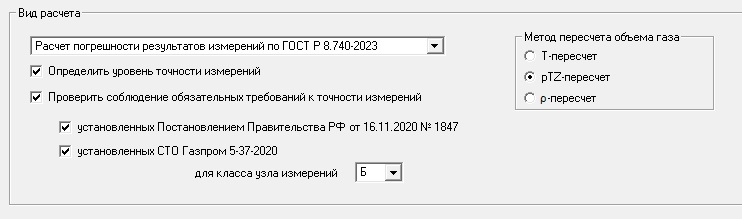 Вид расчета
Расчет погрешности результатов измерений по ГОСТ Р 8.740-2023
Определить уровень точности измерений
Проверить соблюдение обязательных требований к точности измерений
установленных Постановлением Правительства РФ от 16.11.2020 № 1847
установленных СТО Газпром 5-37-2020
для класса узла измерений Б
Метод пересчета объема газа
T-пересчет
pTZ-пересчет
ρ-пересчет